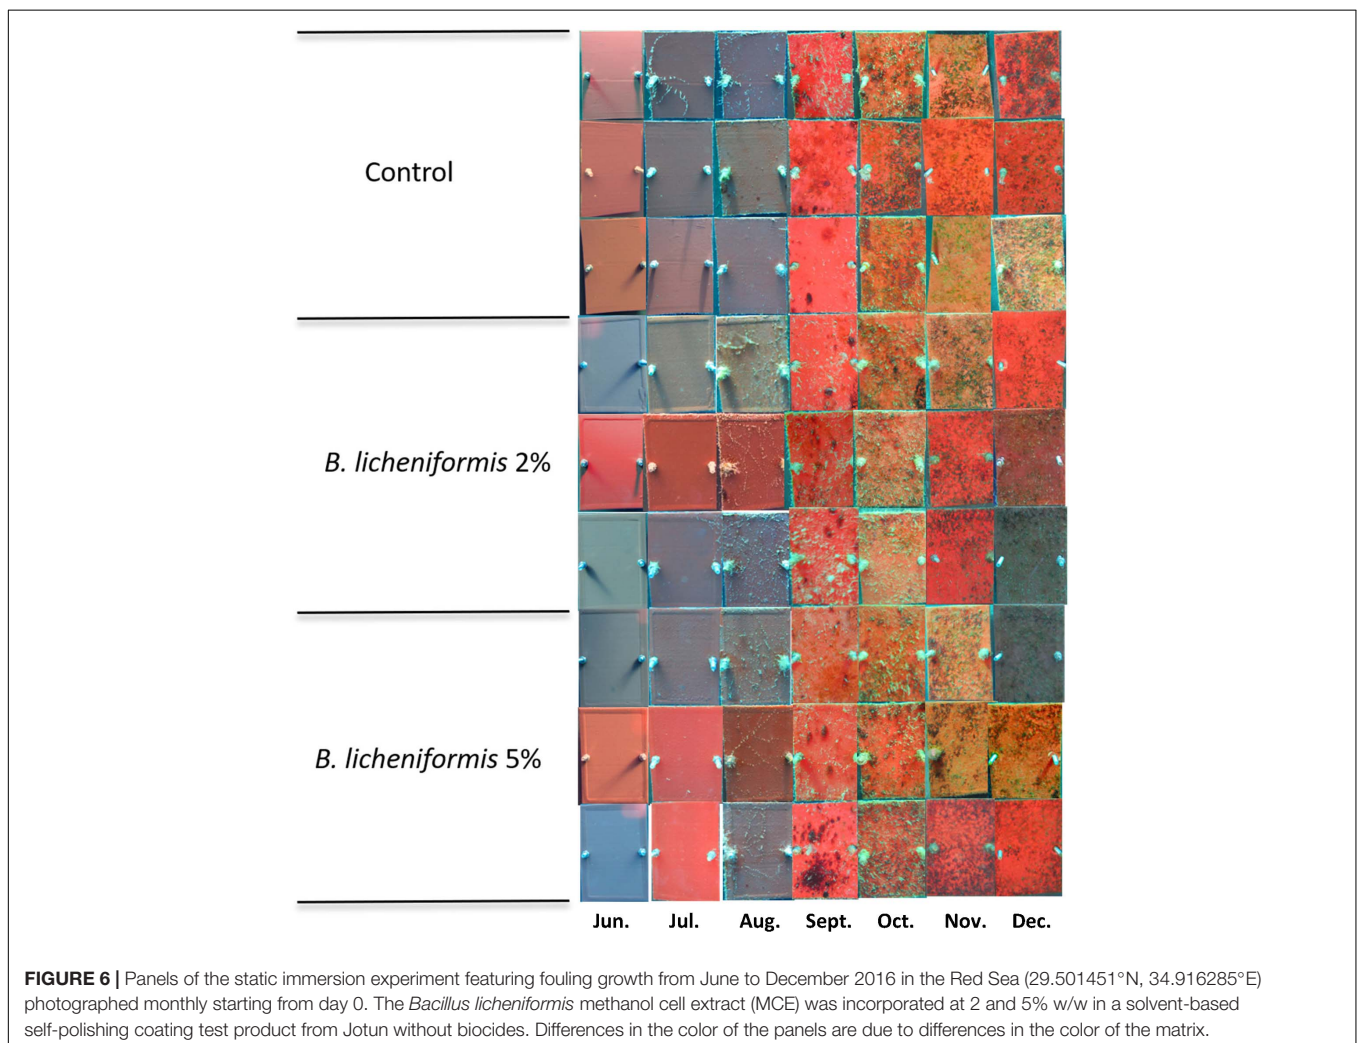 Control
B. licheniformis 2%
B. licheniformis 5%
Jun. Jul. Aug. Sept. Oct. Nov. Dec.
FIGURE 6 | Panels of the static immersion experiment featuring fouling growth from June to December 2016 in the Red Sea (29.501451°N, 34.916285°E)
photographed monthly starting from day 0. The Bacillus licheniformis methanol cell extract (MCE) was incorporated at 2 and 5% w/w in a solvent-based
self-polishing coating test product from Jotun without biocides. Differences in the color of the panels are due to differences in the color of the matrix.